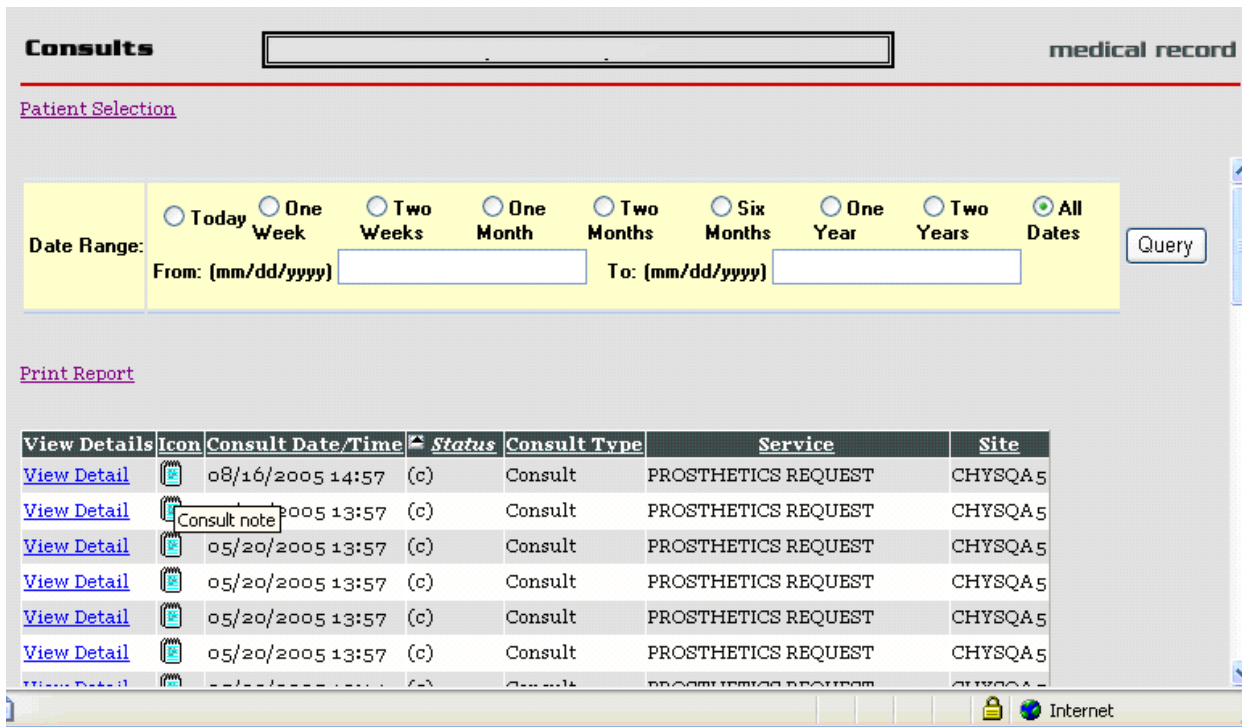 Consults medical record
Patient Selection
Date Range: Today One Week Two Weeks One Month Two Months Six Months One Year Two Years All Dates Query
From: (mm/dd/yyyy) To: (mm/dd/yyyy)
Print Report
View Details Icon Consult Date/Time Status Consult Type Service Site
View Detail 08/16/2005 14:57 (c) Consult PROSTHETICS REQUEST CHYSQA5
View Detail 005 13:57 (c) Consult PROSTHETICS REQUEST CHYSQA5
Consult note
View Detail 05/20/2005 13:57 (c) Consult PROSTHETICS REQUEST CHYSQA5
View Detail 05/20/2005 13:57 (c) Consult PROSTHETICS REQUEST CHYSQA5
View Detail 05/20/2005 13:57 (c) Consult PROSTHETICS REQUEST CHYSQA5
View Detail 05/20/2005 13:57 (c) Consult PROSTHETICS REQUEST CHYSQA5
Internet